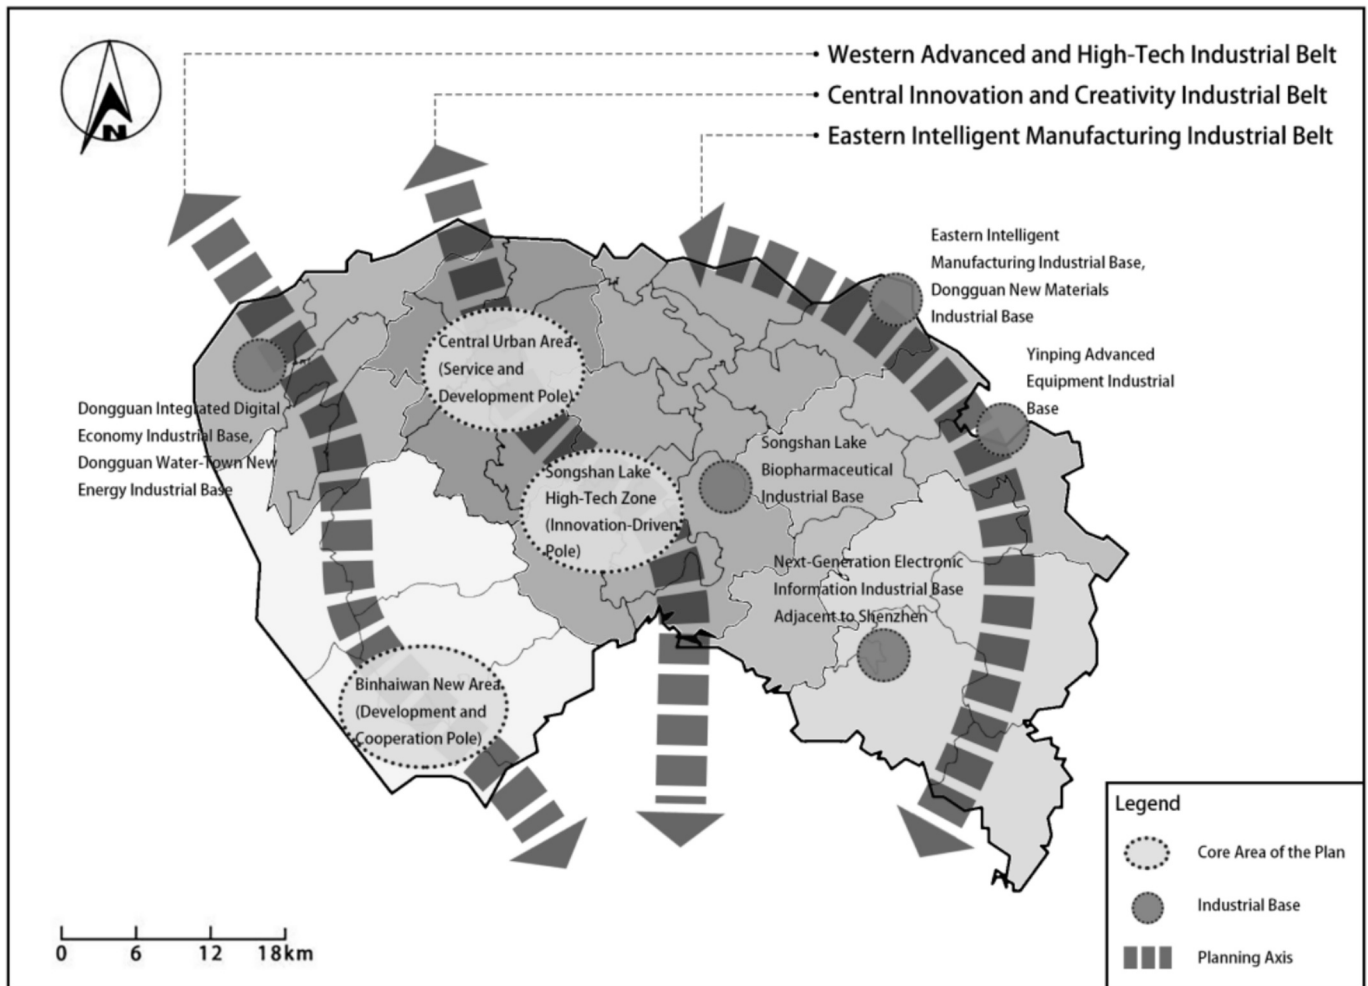 Western Advanced and High-Tech Industrial Belt
Central Innovation and Creativity Industrial Belt
Eastern Intelligent Manufacturing Industrial Belt
N
Eastern Intelligent
Manufacturing Industrial Base,
Dongguan New Materials
Industrial Base
Yinping Advanced
Equipment Industrial
Base
Central Urban Area
(Service and
Development Pole)
Dongguan Integrated Digital
Economy Industrial Base,
Dongguan Water-Town New
Energy Industrial Base
Songshan Lake
High-Tech Zone
(Innovation-Driven
Pole)
Songshan Lake
Biopharmaceutical
Industrial Base
Next-Generation Electronic
Information Industrial Base
Adjacent to Shenzhen
Binhaiwan New Area
(Development and
Cooperation Pole)
Legend
Core Area of the Plan
Industrial Base
Planning Axis
0 6 12 18km